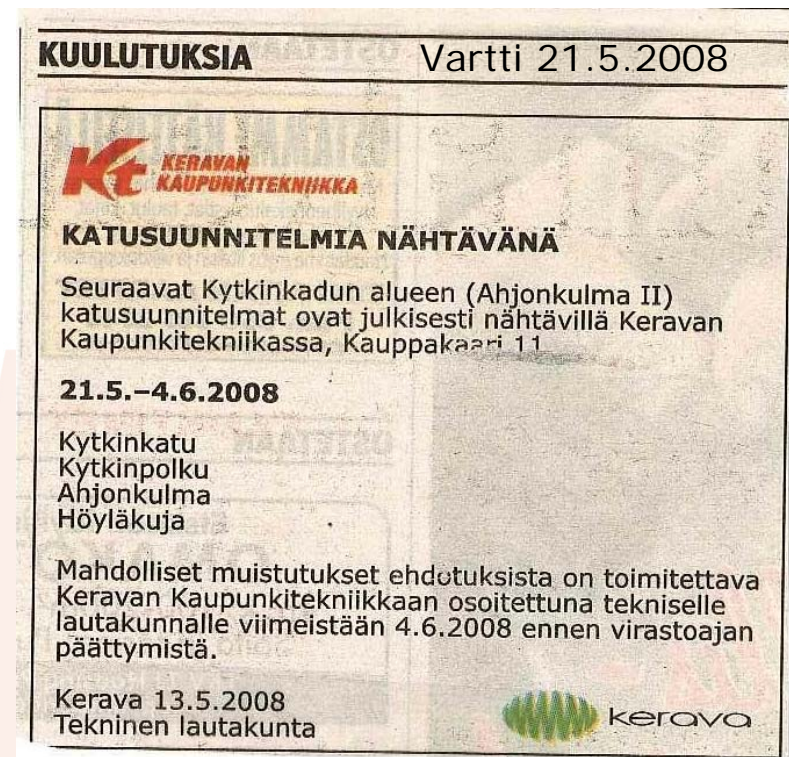 KUULUTUKSIA Vartti 21.5.2008
Kt KERAVAN
KAUPUNKITEKNIIKKA
KATUSUUNNITELMIA NÄHTÄVÄNÄ
Seuraavat Kytkinkadun alueen (Ahjonkulma II)
katusuunnitelmat ovat julkisesti nähtävillä Keravan
Kaupunkitekniikassa, Kauppakaari 11
21.5.–4.6.2008
Kytkinkatu
Kytkinpolku
Ahjonkulma
Höyläkuja
Mahdolliset muistutukset ehdotuksista on toimitettava
Keravan Kaupunkitekniikkaan osoitettuna tekniselle
lautakunnalle viimeistään 4.6.2008 ennen virastoajan
päättymistä.
Kerava 13.5.2008
Tekninen lautakunta
kerava